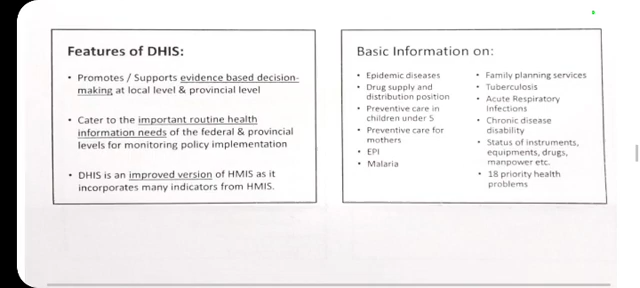 Features of DHIS:
• Promotes / Supports evidence based decision-
making at local level & provincial level
• Cater to the important routine health
information needs of the federal & provincial
levels for monitoring policy implementation
• DHIS is an improved version of HMIS as it
incorporates many indicators from HMIS.
Basic Information on:
• Epidemic diseases
• Drug supply and
distribution position
• Preventive care in
children under 5
• Preventive care for
mothers
• EPI
• Malaria
• Family planning services
• Tuberculosis
• Acute Respiratory
Infections
• Chronic disease
disability
• Status of instruments,
equipments, drugs,
manpower etc.
• 18 priority health
problems